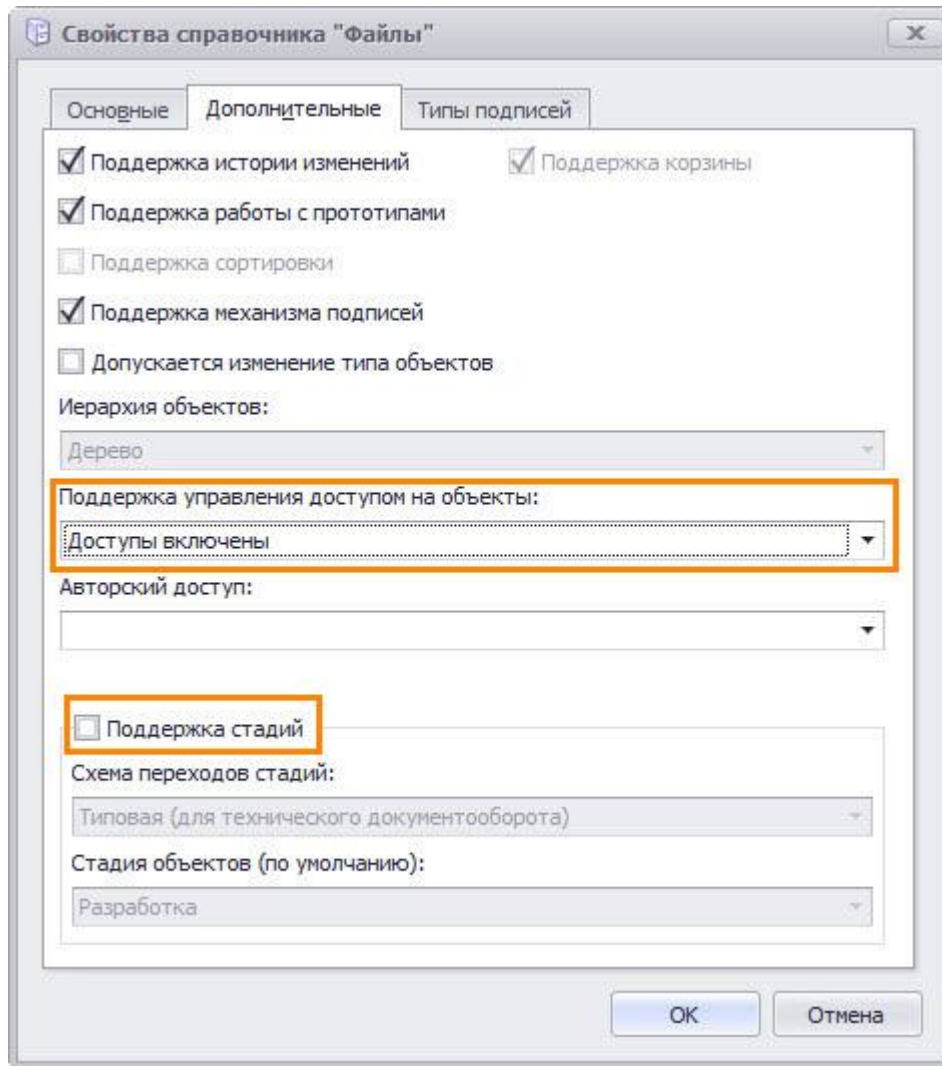 Свойства справочника "Файлы"
Основные Дополнительные Типы подписей
Поддержка истории изменений Поддержка корзины
Поддержка работы с прототипами
Поддержка сортировки
Поддержка механизма подписей
Допускается изменение типа объектов
Иерархия объектов:
Дерево
Поддержка управления доступом на объекты:
Доступы включены
Авторский доступ:
Поддержка стадий
Схема переходов стадий:
Типовая (для технического документооборота)
Стадия объектов (по умолчанию):
Разработка
ОК Отмена